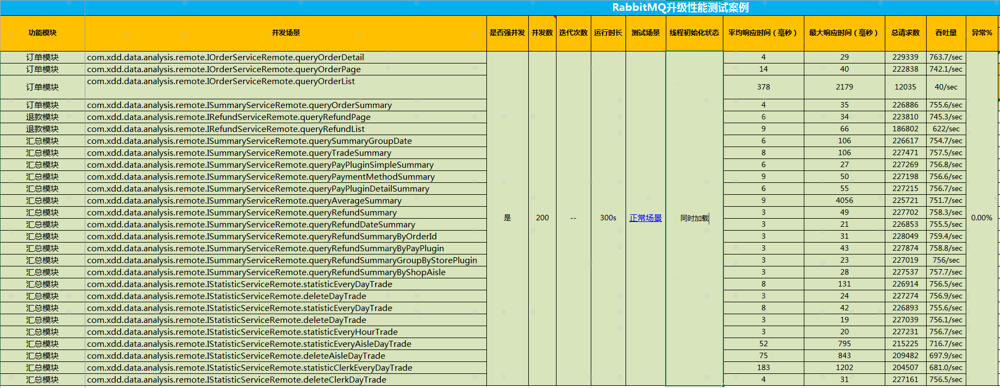 RabbitMQ升级性能测试案例
功能模块 并发场景 是否强并发 并发数 迭代次数 运行时长 测试场景 线程初始化状态 平均响应时间（毫秒） 最大响应时间（毫秒） 总请求数 吞吐量 异常%
订单模块 com.xdd.data.analysis.remote.IOrderServiceRemote.queryOrderDetail 4 29 229339 763.7/sec
订单模块 com.xdd.data.analysis.remote.IOrderServiceRemote.queryOrderPage 14 40 222838 742.1/sec
订单模块 com.xdd.data.analysis.remote.IOrderServiceRemote.queryOrderList 378 2179 12035 40/sec
订单模块 com.xdd.data.analysis.remote.ISummaryServiceRemote.queryOrderSummary 4 35 226886 755.6/sec
退款模块 com.xdd.data.analysis.remote.IRefundServiceRemote.queryRefundPage 6 34 223810 745.3/sec
退款模块 com.xdd.data.analysis.remote.IRefundServiceRemote.queryRefundList 9 66 186802 622/sec
汇总模块 com.xdd.data.analysis.remote.ISummaryServiceRemote.querySummaryGroupDate 6 106 226617 754.7/sec
汇总模块 com.xdd.data.analysis.remote.ISummaryServiceRemote.queryTradeSummary 8 106 227471 757.5/sec
汇总模块 com.xdd.data.analysis.remote.ISummaryServiceRemote.queryPayPluginSimpleSummary 6 27 227269 756.8/sec
汇总模块 com.xdd.data.analysis.remote.ISummaryServiceRemote.queryPaymentMethodSummary 9 50 227198 756.6/sec
汇总模块 com.xdd.data.analysis.remote.ISummaryServiceRemote.queryPayPluginDetailSummary 6 55 227215 756.7/sec
汇总模块 com.xdd.data.analysis.remote.ISummaryServiceRemote.queryAverageSummary 9 4056 225721 751.7/sec
汇总模块 com.xdd.data.analysis.remote.ISummaryServiceRemote.queryRefundSummary 是 200 -- 300s 正常场景 同时加载 3 49 227702 758.3/sec 0.00%
汇总模块 com.xdd.data.analysis.remote.ISummaryServiceRemote.queryRefundDateSummary 3 21 226853 755.5/sec
汇总模块 com.xdd.data.analysis.remote.ISummaryServiceRemote.queryRefundSummaryByOrderId 3 31 228049 759.4/sec
汇总模块 com.xdd.data.analysis.remote.ISummaryServiceRemote.queryRefundSummaryByPayPlugin 3 43 227874 758.8/sec
汇总模块 com.xdd.data.analysis.remote.ISummaryServiceRemote.queryRefundSummaryGroupByStorePlugin 3 23 227019 756/sec
汇总模块 com.xdd.data.analysis.remote.ISummaryServiceRemote.queryRefundSummaryByShopAisle 3 28 227537 757.7/sec
汇总模块 com.xdd.data.analysis.remote.IStatisticServiceRemote.statisticEveryDayTrade 8 131 226914 756.5/sec
汇总模块 com.xdd.data.analysis.remote.IStatisticServiceRemote.deleteDayTrade 3 24 227274 756.9/sec
汇总模块 com.xdd.data.analysis.remote.IStatisticServiceRemote.statisticEveryDayTrade 8 42 226893 755.6/sec
汇总模块 com.xdd.data.analysis.remote.IStatisticServiceRemote.deleteDayTrade 3 19 227039 756.1/sec
汇总模块 com.xdd.data.analysis.remote.IStatisticServiceRemote.statisticEveryHourTrade 3 20 227231 756.7/sec
汇总模块 com.xdd.data.analysis.remote.IStatisticServiceRemote.statisticEveryAisleDayTrade 52 795 215225 716.7/sec
汇总模块 com.xdd.data.analysis.remote.IStatisticServiceRemote.deleteAisleDayTrade 75 843 209482 697.9/sec
汇总模块 com.xdd.data.analysis.remote.IStatisticServiceRemote.statisticClerkEveryDayTrade 183 1202 204507 681.0/sec
汇总模块 com.xdd.data.analysis.remote.IStatisticServiceRemote.deleteClerkDayTrade 4 31 227161 756.5/sec